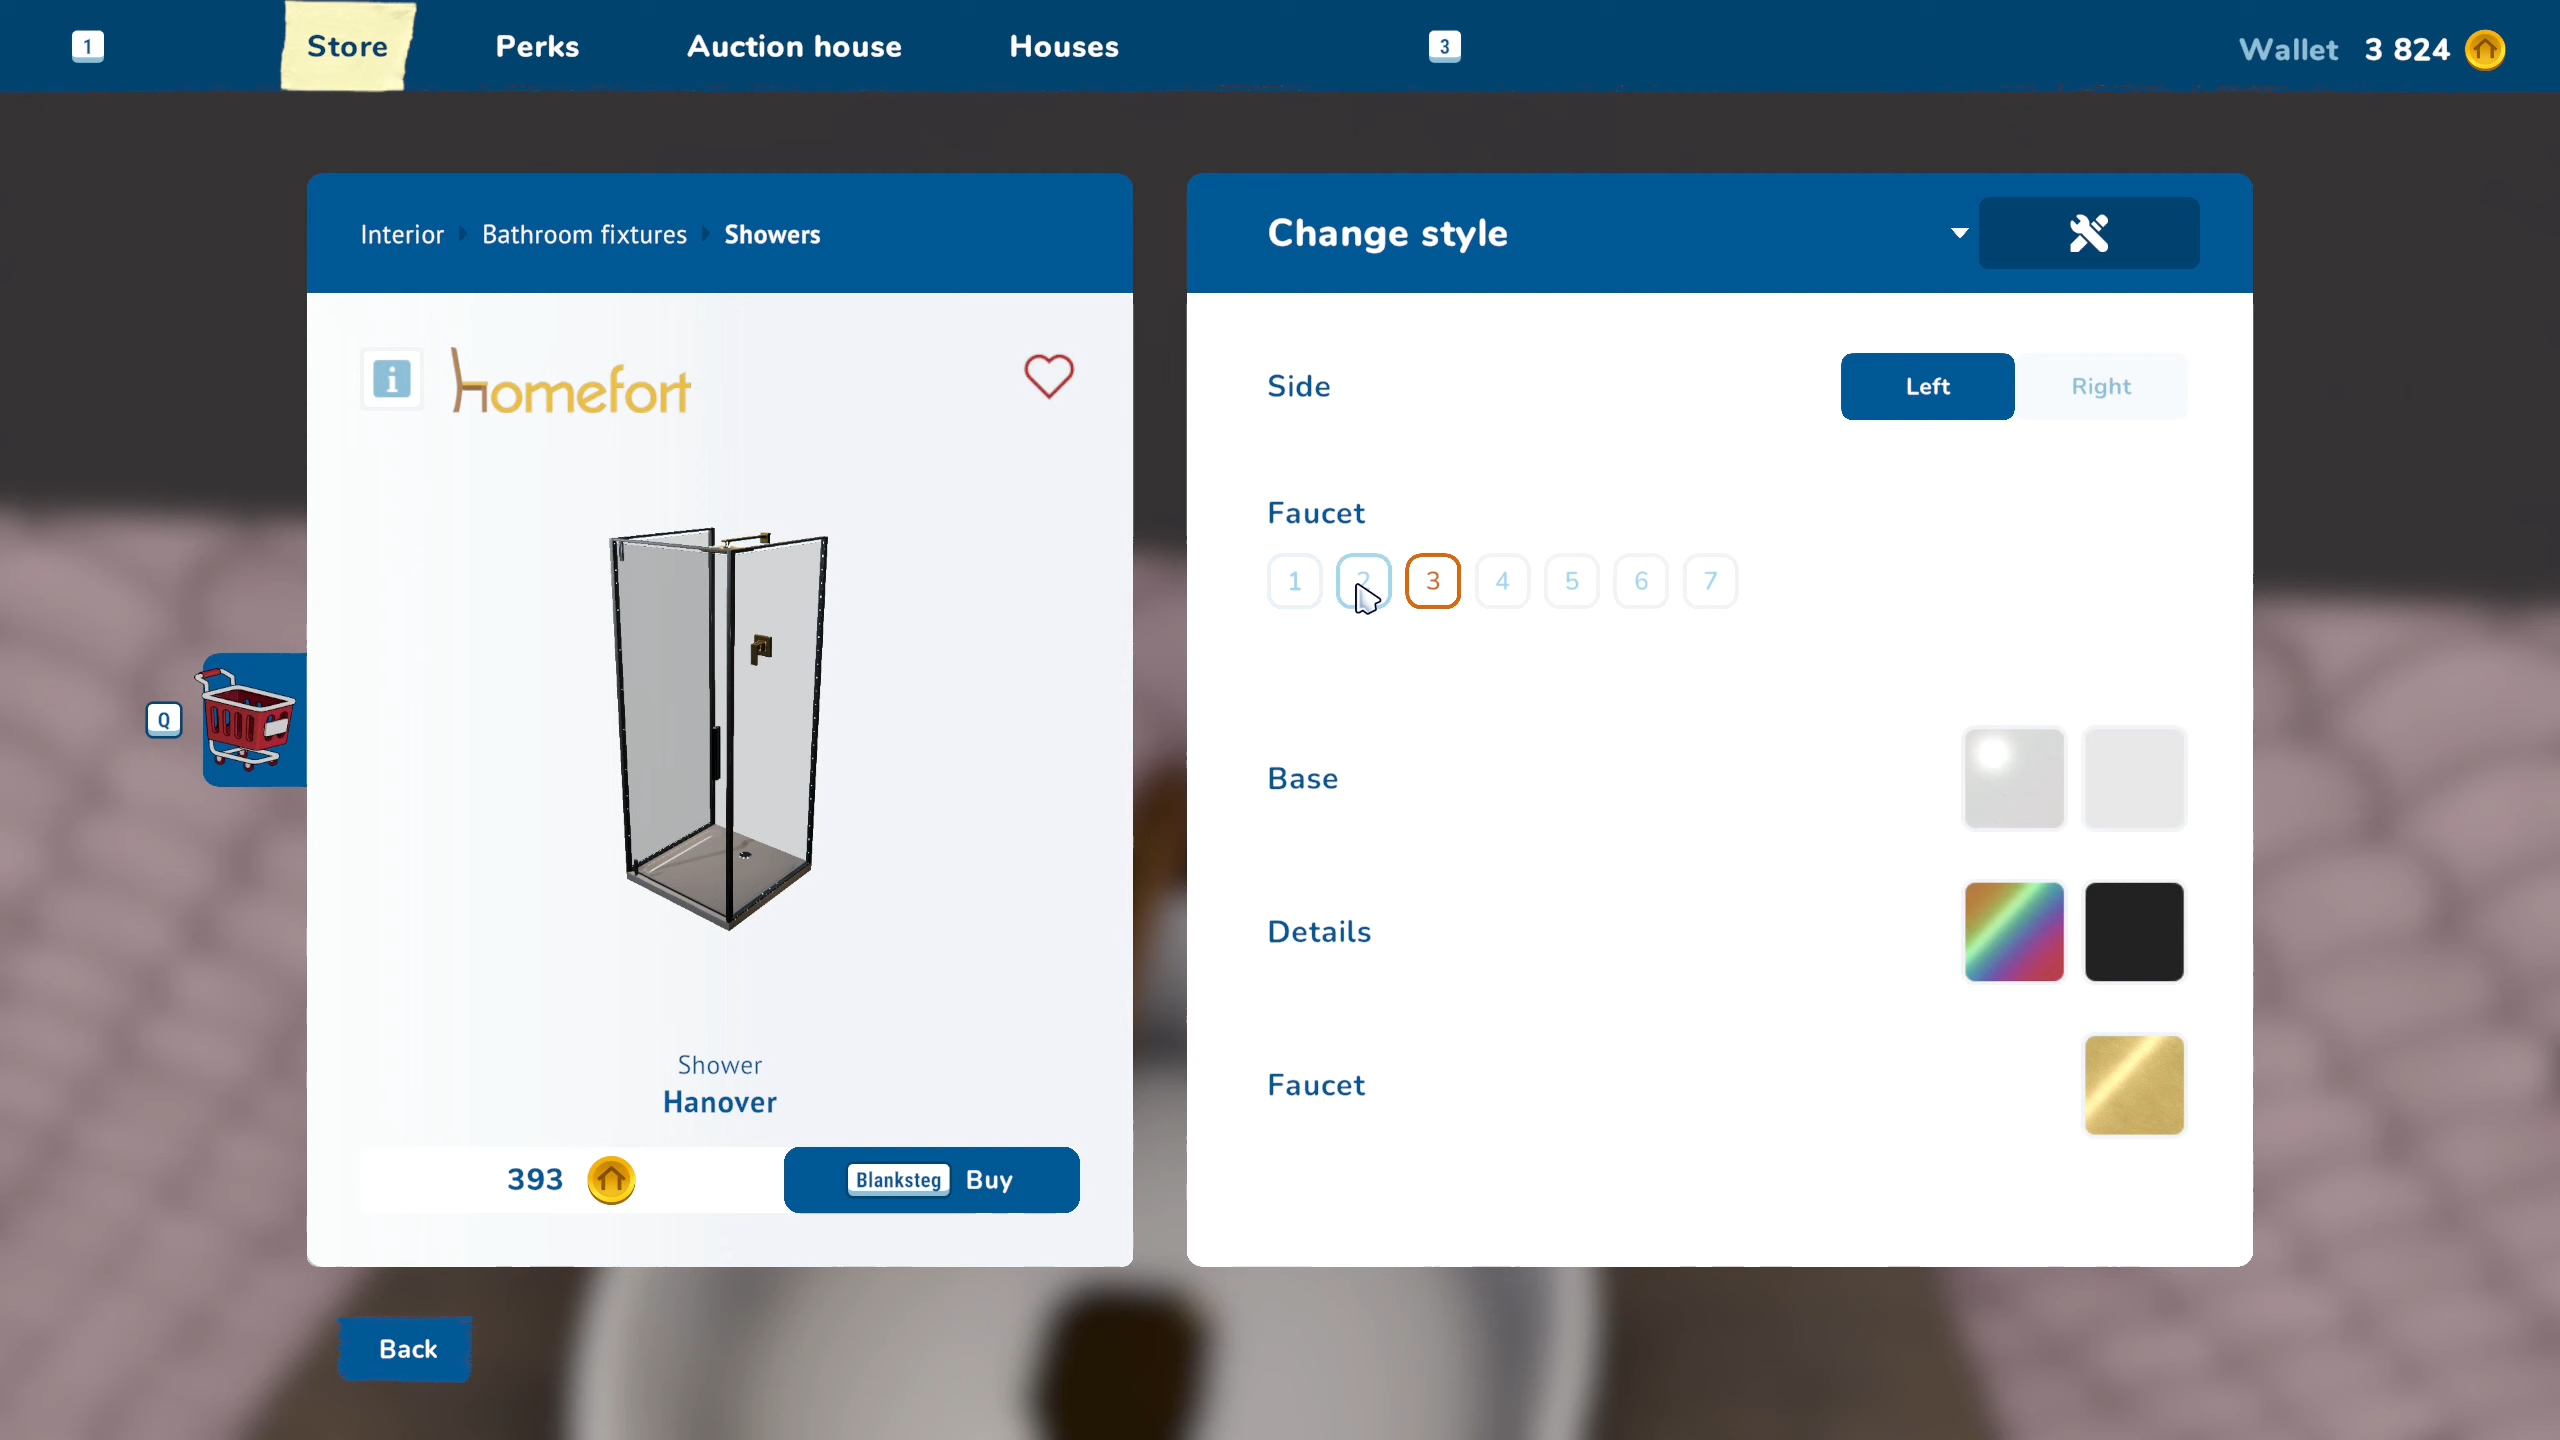 1 Store Perks Auction house Houses 3 Wallet 3 824
Interior Bathroom fixtures Showers
homefort
Q
Shower
Hanover
393 Blanksteg Buy
Back
Change style
Side Left Right
Faucet
1 2 3 4 5 6 7
Base
Details
Faucet